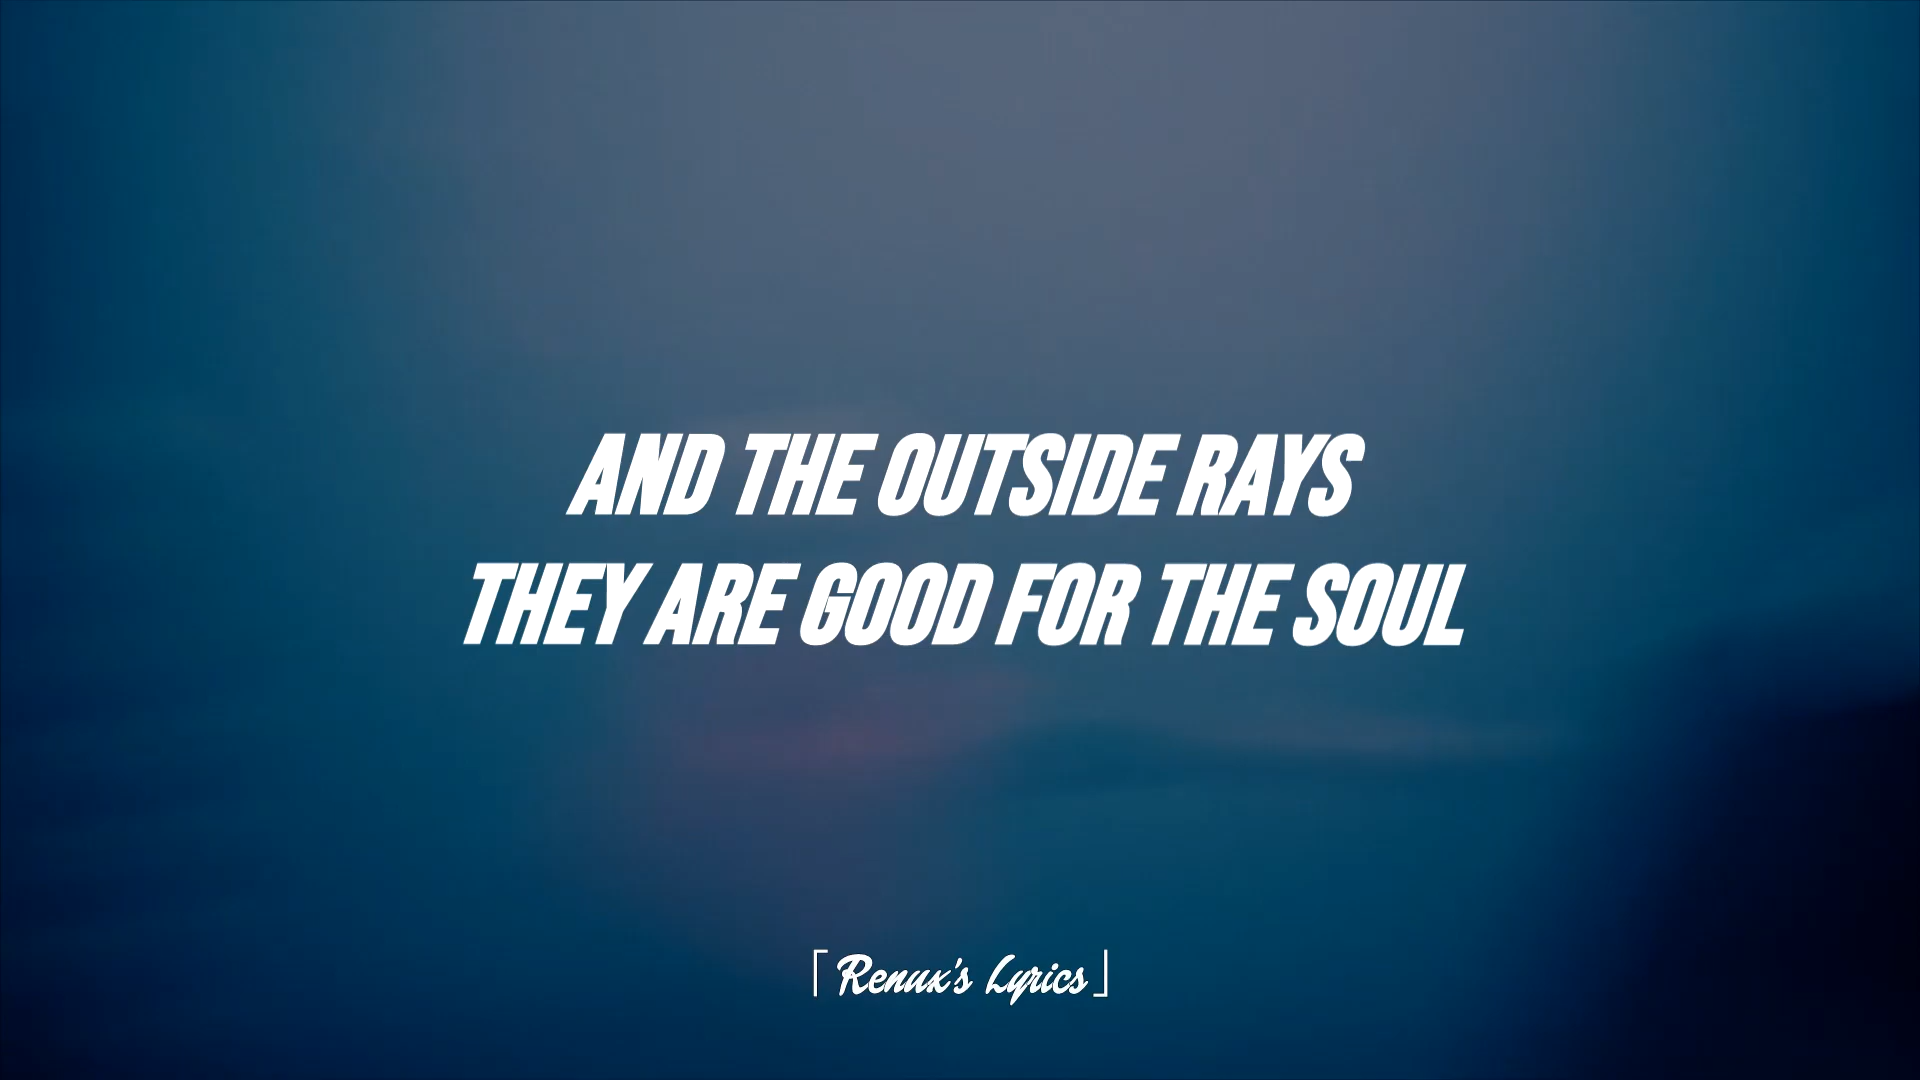 AND THE OUTSIDE RAYS
THEY ARE GOOD FOR THE SOUL
「Renux's Lyrics」